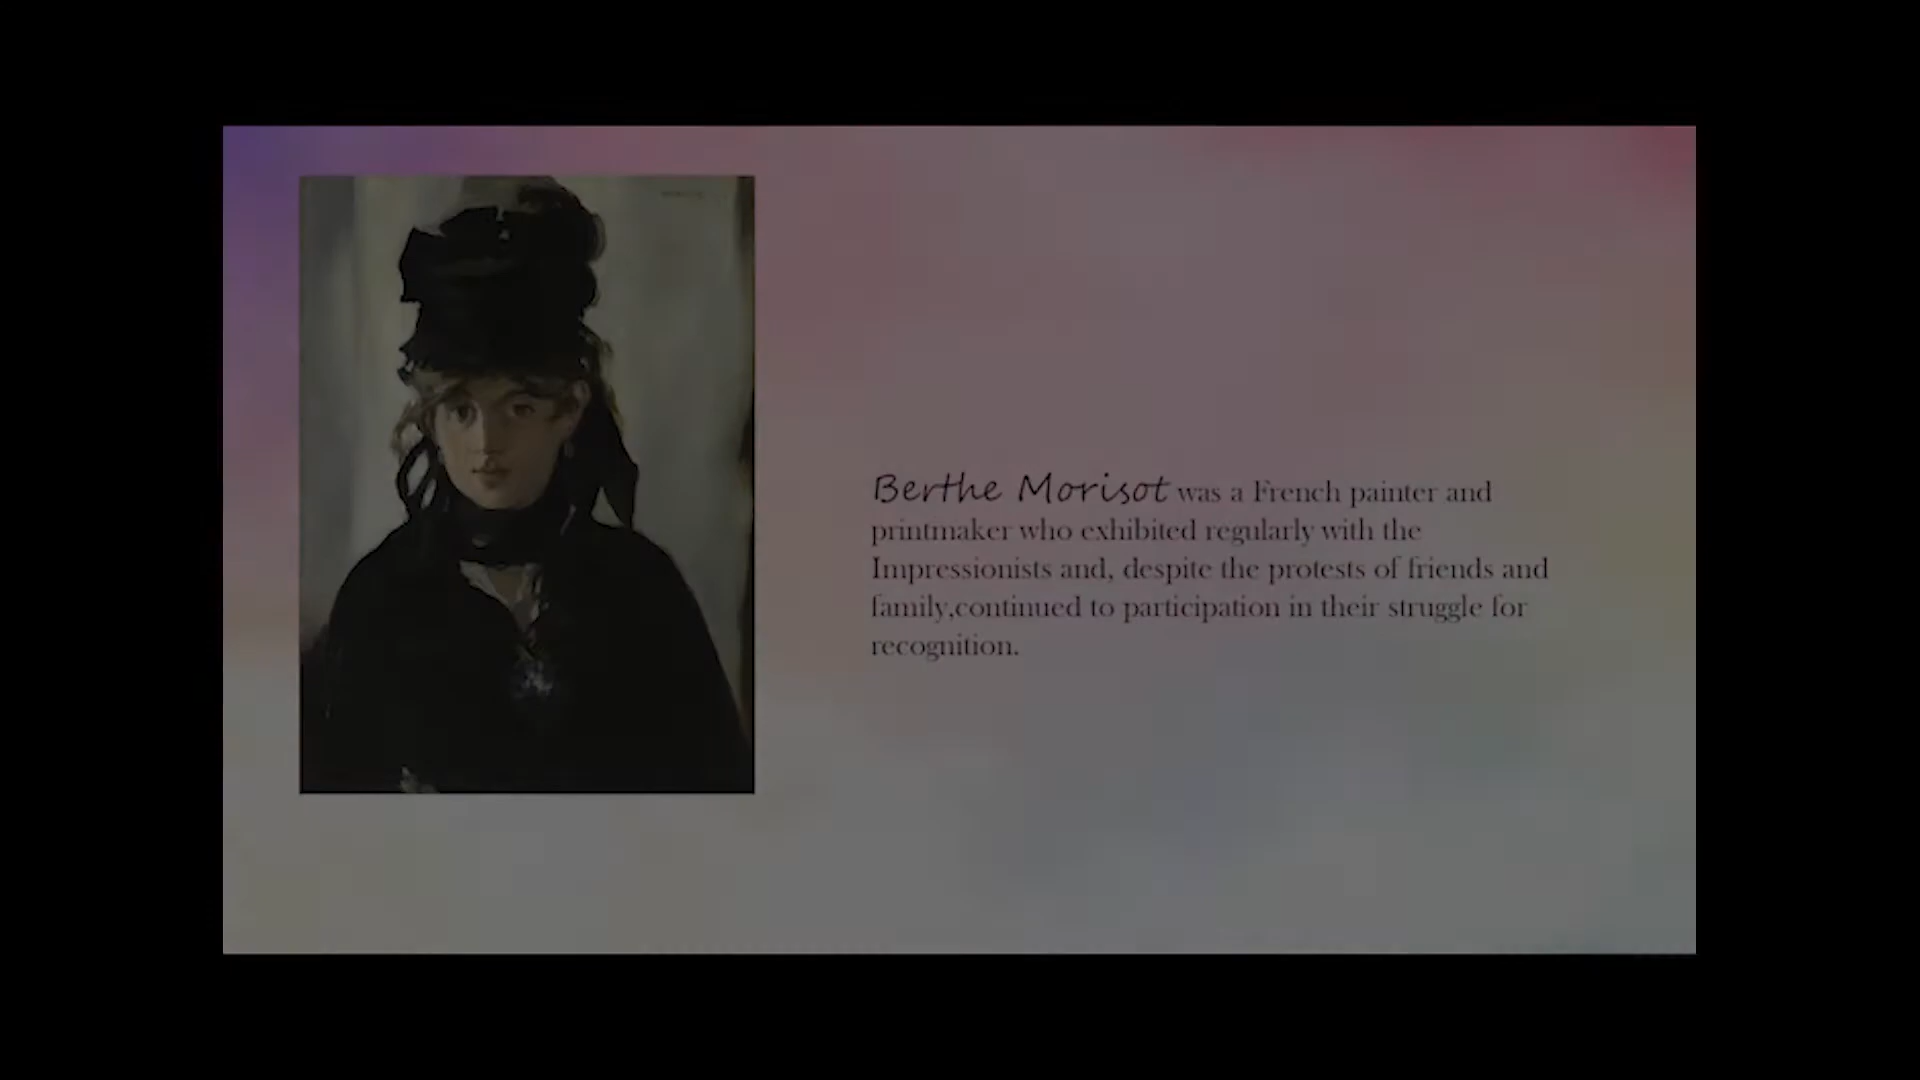 Berthe Morisot was a French painter and
printmaker who exhibited regularly with the
Impressionists and, despite the protests of friends and
family,continued to participation in their struggle for
recognition.